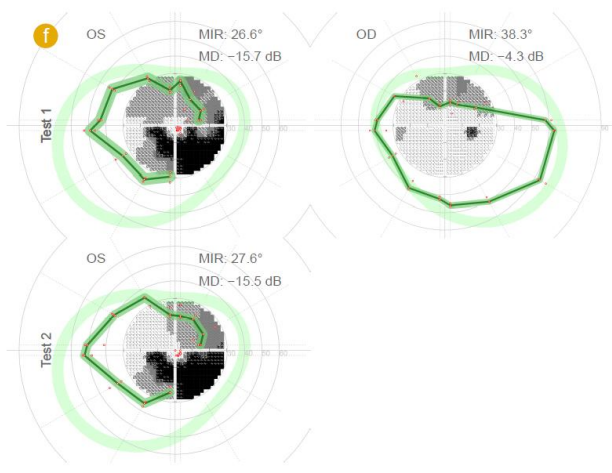 f
OS
MIR: 26.6°
MD: −15.7 dB
OD
MIR: 38.3°
MD: −4.3 dB
Test 1
OS
MIR: 27.6°
MD: −15.5 dB
Test 2